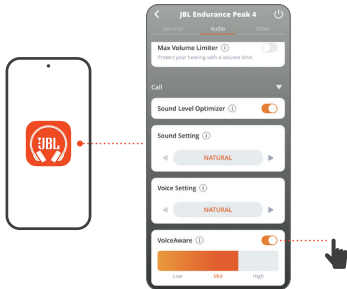 JBL Endurance Peak 4
General Audio Other
Max Volume Limiter
Protect your hearing with a volume limit.
Call
Sound Level Optimizer
JBL
Sound Setting
NATURAL
Voice Setting
NATURAL
VoiceAware
Low Mid High